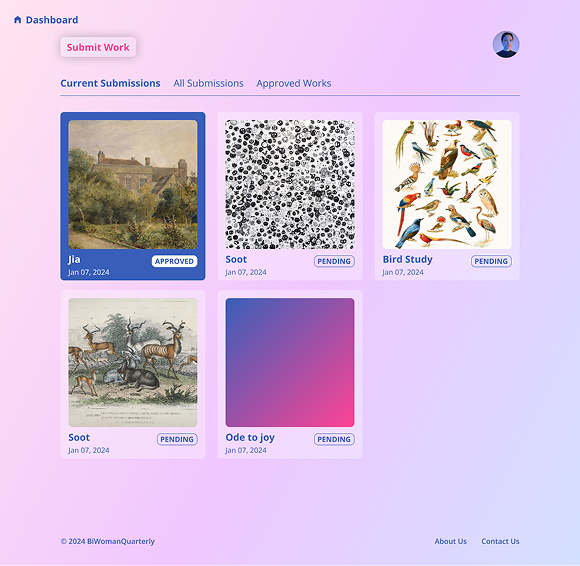 Dashboard
Submit Work
Current Submissions All Submissions Approved Works
Jia
APPROVED
Jan 07, 2024
Soot
PENDING
Jan 07, 2024
Bird Study
PENDING
Jan 07, 2024
Soot
PENDING
Jan 07, 2024
Ode to joy
PENDING
Jan 07, 2024
© 2024 BiWomanQuarterly
About Us Contact Us